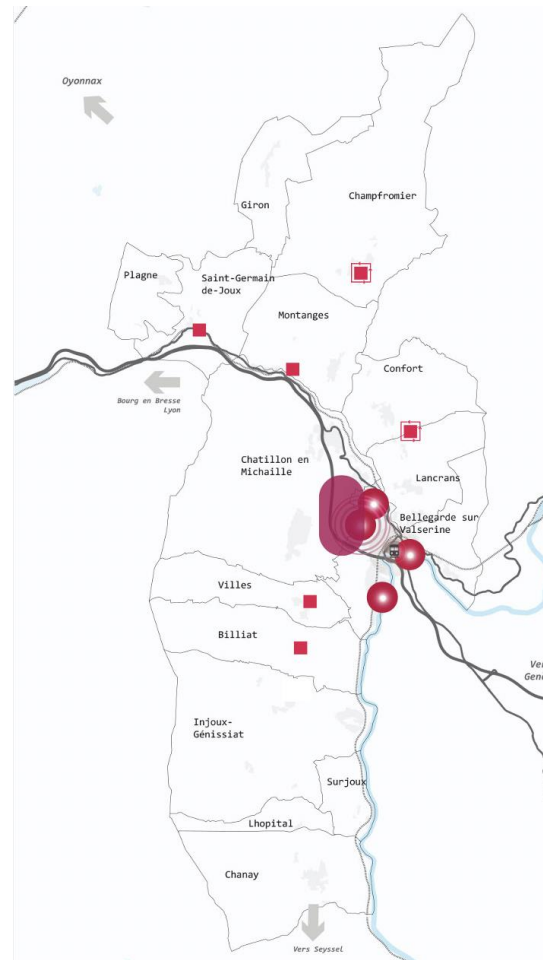 Oyonnax
Champfromier
Giron
Plagne
Saint-Germain
de-Joux
Montanges
Confort
Bourg en Bresse
Lyon
Chatillon en
Michaille
Lancrans
Bellegarde sur
Valserine
Villes
Billiat
Injoux-
Génissiat
Surjoux
Lhopital
Chanay
Vers Seyssel